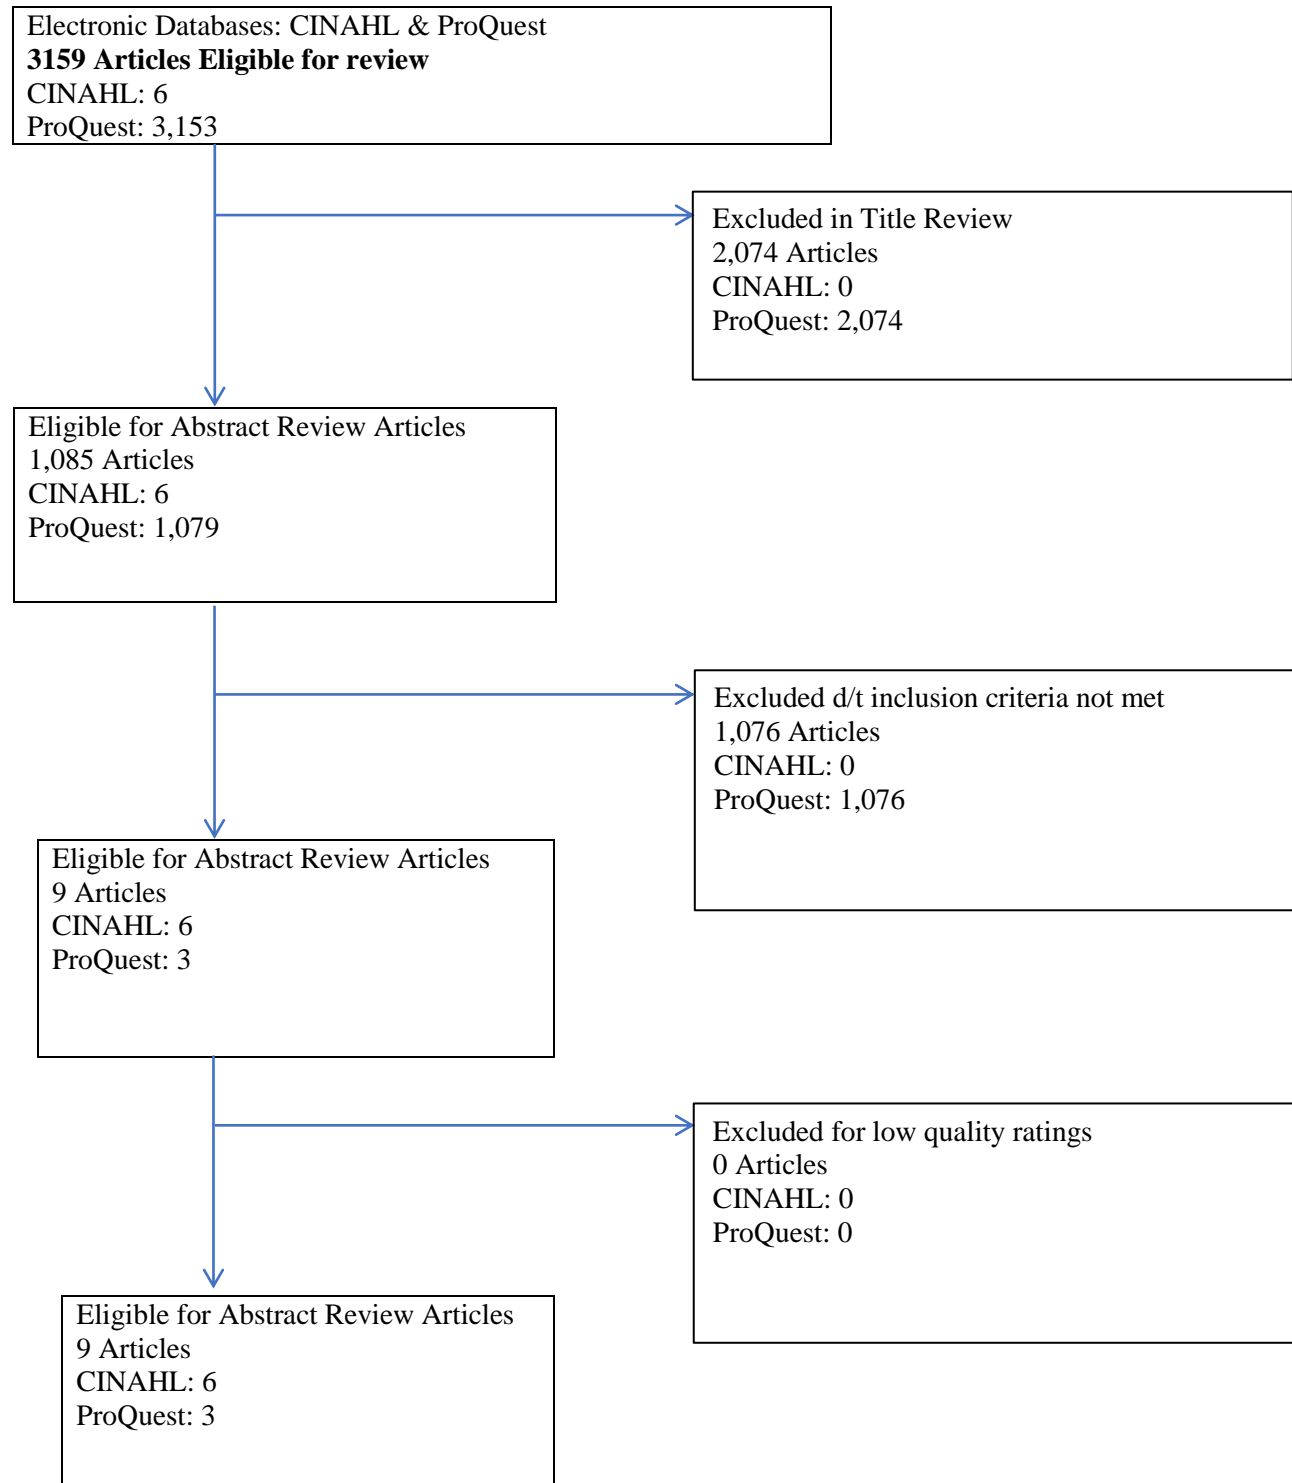 Electronic Databases: CINAHL & ProQuest
3159 Articles Eligible for review
CINAHL: 6
ProQuest: 3,153
Excluded in Title Review
2,074 Articles
CINAHL: 0
ProQuest: 2,074
Eligible for Abstract Review Articles
1,085 Articles
CINAHL: 6
ProQuest: 1,079
Excluded d/t inclusion criteria not met
1,076 Articles
CINAHL: 0
ProQuest: 1,076
Eligible for Abstract Review Articles
9 Articles
CINAHL: 6
ProQuest: 3
Excluded for low quality ratings
0 Articles
CINAHL: 0
ProQuest: 0
Eligible for Abstract Review Articles
9 Articles
CINAHL: 6
ProQuest: 3